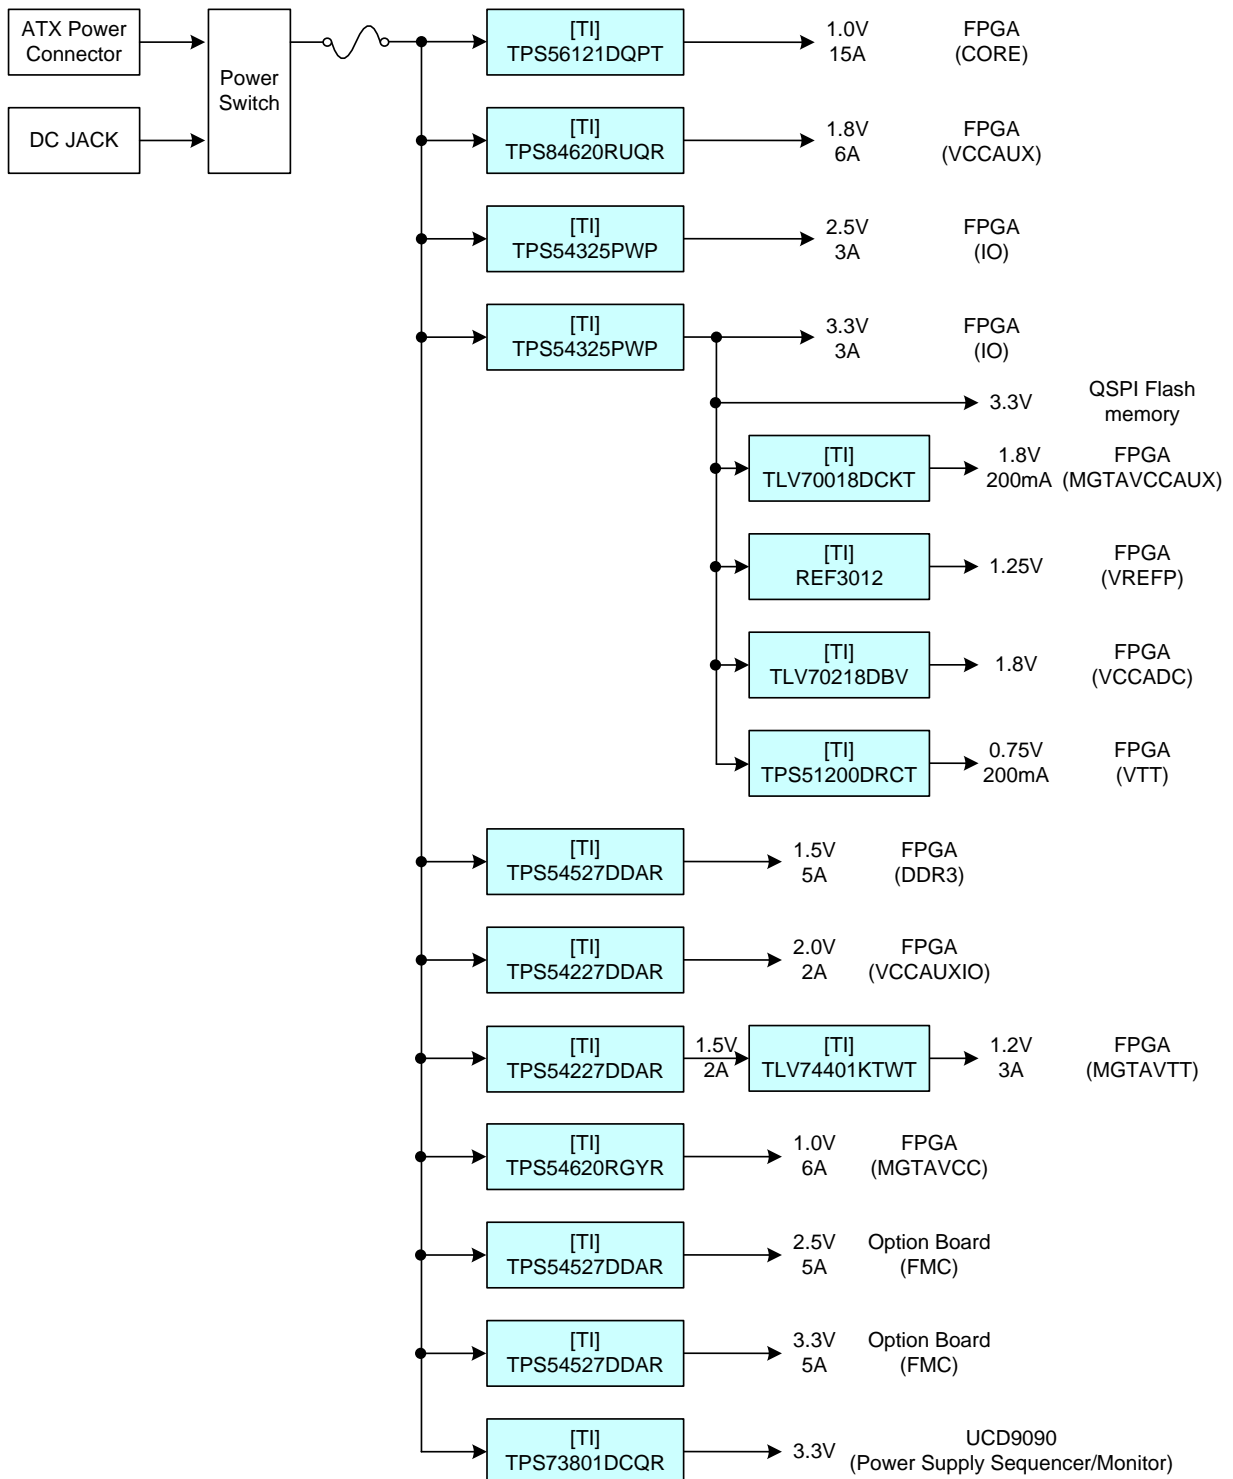 ATX Power
Connector
DC JACK
Power
Switch
[TI]
TPS56121DQPT
1.0V
15A
FPGA
(CORE)
[TI]
TPS84620RUQR
1.8V
6A
FPGA
(VCCAUX)
[TI]
TPS54325PWP
2.5V
3A
FPGA
(IO)
[TI]
TPS54325PWP
3.3V
3A
FPGA
(IO)
3.3V
QSPI Flash
memory
[TI]
TLV70018DCKT
1.8V
200mA
FPGA
(MGTAVCCAUX)
[TI]
REF3012
1.25V
FPGA
(VREFP)
[TI]
TLV70218DBV
1.8V
FPGA
(VCCADC)
[TI]
TPS51200DRCT
0.75V
200mA
FPGA
(VTT)
[TI]
TPS54527DDAR
1.5V
5A
FPGA
(DDR3)
[TI]
TPS54227DDAR
2.0V
2A
FPGA
(VCCAUXIO)
[TI]
TPS54227DDAR
1.5V
2A
[TI]
TLV74401KTWT
1.2V
3A
FPGA
(MGTAVTT)
[TI]
TPS54620RGYR
1.0V
6A
FPGA
(MGTAVCC)
[TI]
TPS54527DDAR
2.5V
5A
Option Board
(FMC)
[TI]
TPS54527DDAR
3.3V
5A
Option Board
(FMC)
[TI]
TPS73801DCQR
3.3V
UCD9090
(Power Supply Sequencer/Monitor)